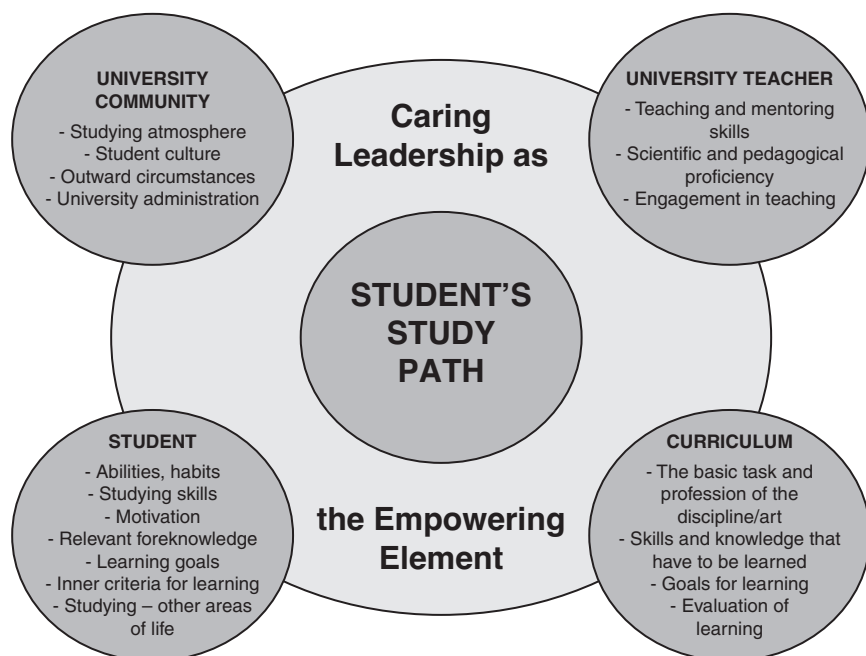 UNIVERSITY
COMMUNITY
- Studying atmosphere
- Student culture
- Outward circumstances
- University administration
Caring
Leadership as
UNIVERSITY TEACHER
- Teaching and mentoring
skills
- Scientific and pedagogical
proficiency
- Engagement in teaching
STUDENT’S
STUDY
PATH
STUDENT
- Abilities, habits
- Studying skills
- Motivation
- Relevant foreknowledge
- Learning goals
- Inner criteria for learning
- Studying – other areas
of life
the Empowering
Element
CURRICULUM
- The basic task and
profession of the
discipline/art
- Skills and knowledge that
have to be learned
- Goals for learning
- Evaluation of
learning